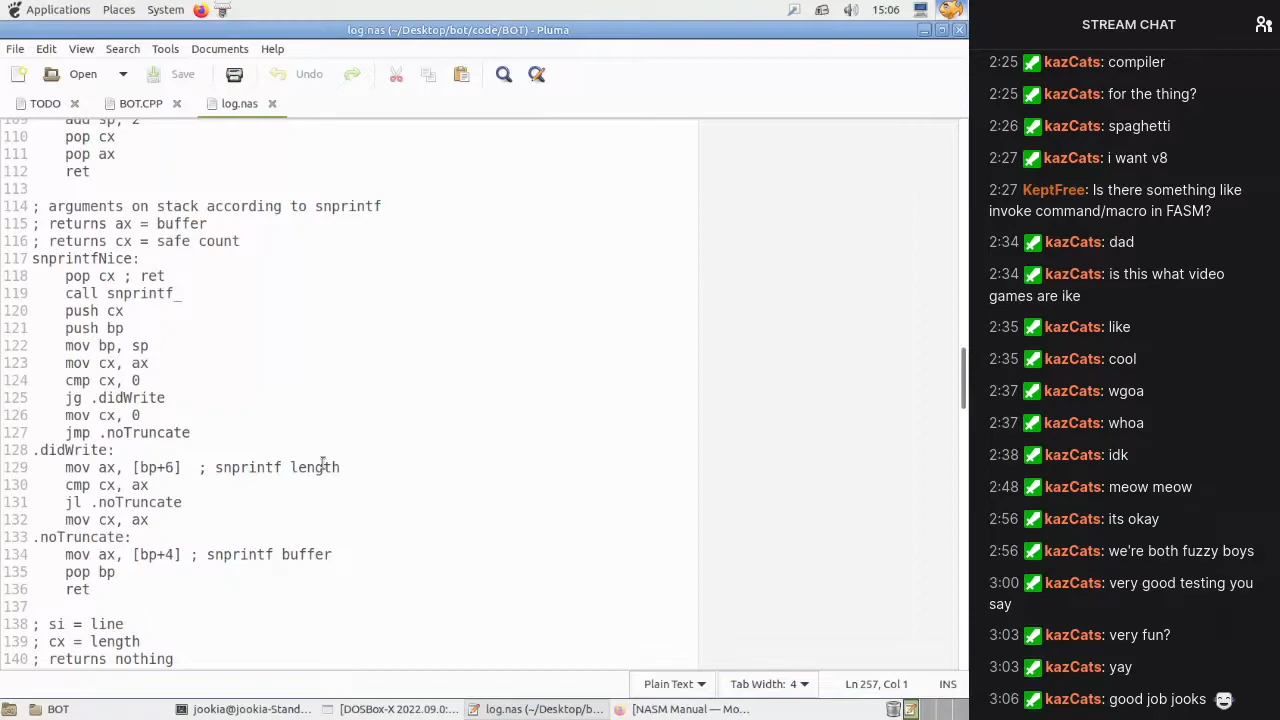 Applications Places System 15:06
log.nas (~/Desktop/bot/code/BOT) - Pluma
File Edit View Search Tools Documents Help
Open Save Undo
TODO BOT.CPP log.nas
109 add sp, 2
110 pop cx
111 pop ax
112 ret
113
114 ; arguments on stack according to snprintf
115 ; returns ax = buffer
116 ; returns cx = safe count
117 snprintfNice:
118 pop cx ; ret
119 call snprintf_
120 push cx
121 push bp
122 mov bp, sp
123 mov cx, ax
124 cmp cx, 0
125 jg .didWrite
126 mov cx, 0
127 jmp .noTruncate
128 .didWrite:
129 mov ax, [bp+6] ; snprintf length
130 cmp cx, ax
131 jl .noTruncate
132 mov cx, ax
133 .noTruncate:
134 mov ax, [bp+4] ; snprintf buffer
135 pop bp
136 ret
137
138 ; si = line
139 ; cx = length
140 ; returns nothing
Plain Text Tab Width: 4 Ln 257, Col 1 INS
BOT jookia@jookia-Stand... [DOSBox-X 2022.09.0:... log.nas (~/Desktop/b... [NASM Manual — Mo...
STREAM CHAT
2:25 kazCats: compiler
2:25 kazCats: for the thing?
2:26 kazCats: spaghetti
2:27 kazCats: i want v8
2:27 KeptFree: Is there something like
invoke command/macro in FASM?
2:34 kazCats: dad
2:34 kazCats: is this what video
games are ike
2:35 kazCats: like
2:35 kazCats: cool
2:37 kazCats: wgoa
2:37 kazCats: whoa
2:38 kazCats: idk
2:48 kazCats: meow meow
2:56 kazCats: its okay
2:56 kazCats: we're both fuzzy boys
3:00 kazCats: very good testing you
say
3:03 kazCats: very fun?
3:03 kazCats: yay
3:06 kazCats: good job jooks